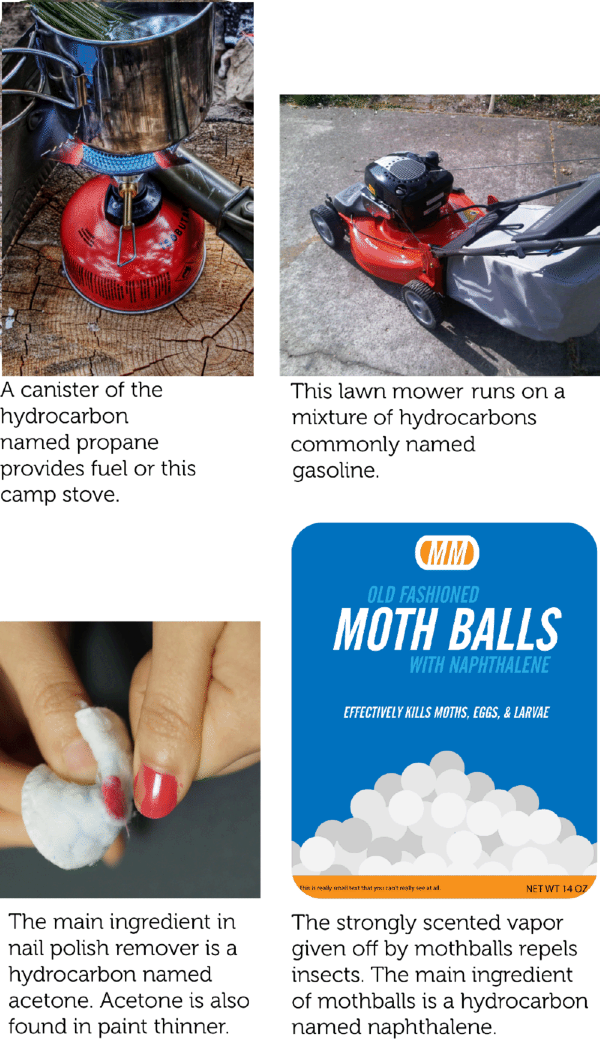 A canister of the
hydrocarbon
named propane
provides fuel or this
camp stove.
This lawn mower runs on a
mixture of hydrocarbons
commonly named
gasoline.
MM
OLD FASHIONED
MOTH BALLS
WITH NAPHTHALENE
EFFECTIVELY KILLS MOTHS, EGGS, & LARVAE
This is really small text that you can't really see at all.
NET WT 14 OZ
The main ingredient in
nail polish remover is a
hydrocarbon named
acetone. Acetone is also
found in paint thinner.
The strongly scented vapor
given off by mothballs repels
insects. The main ingredient
of mothballs is a hydrocarbon
named naphthalene.